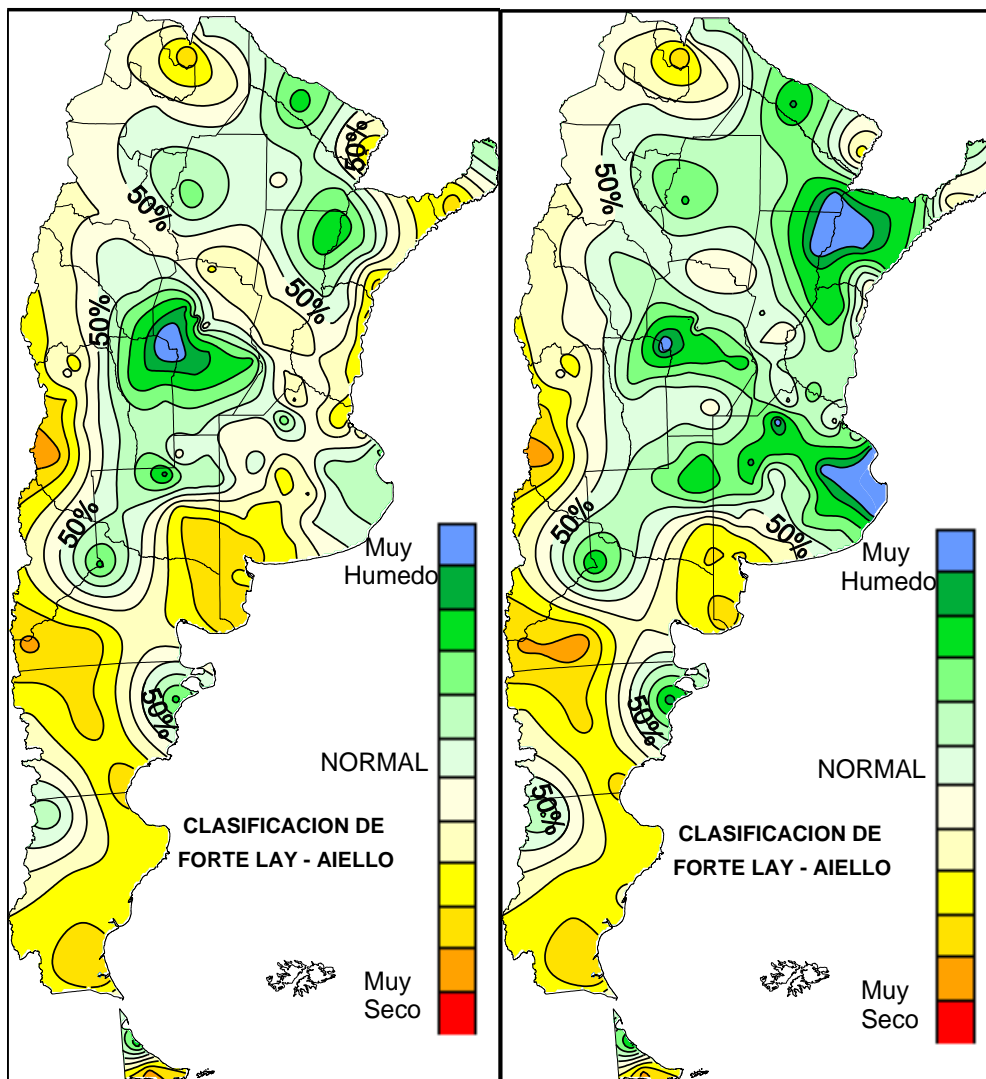 50%
50%
50%
50%
50%
50%
Muy
Humedo
NORMAL
CLASIFICACION DE
FORTE LAY - AIELLO
Muy
Seco
50%
50%
50%
50%
50%
Muy
Humedo
NORMAL
CLASIFICACION DE
FORTE LAY - AIELLO
Muy
Seco